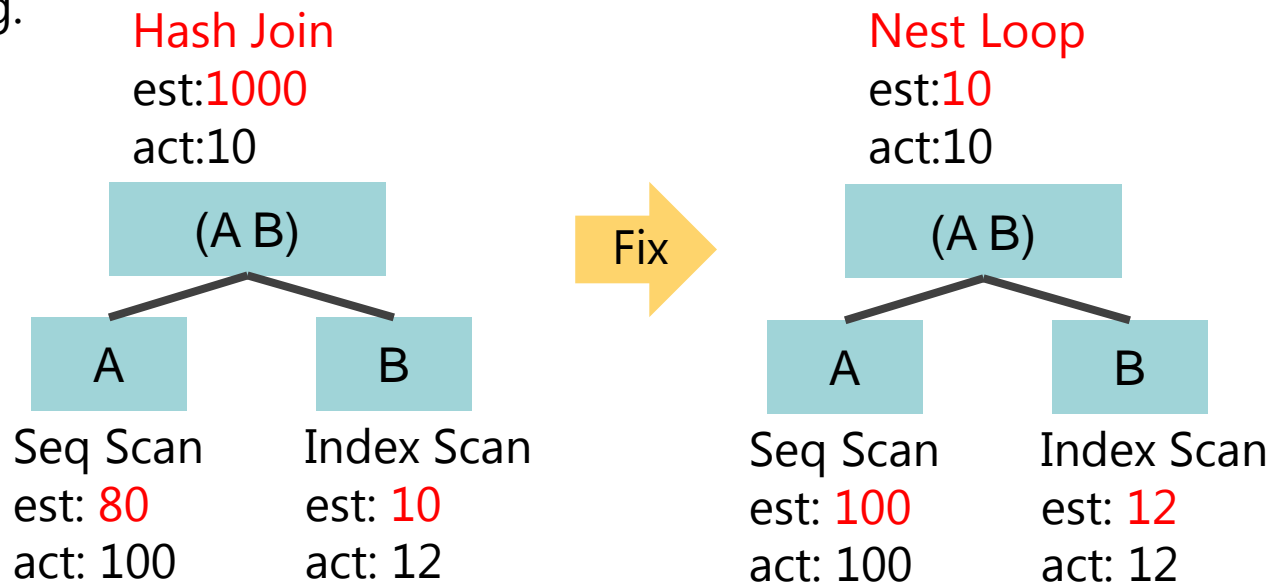 g.
Hash Join
est:1000
act:10
(A B)
A
B
Seq Scan
est: 80
act: 100
Index Scan
est: 10
act: 12
Fix
Nest Loop
est:10
act:10
(A B)
A
B
Seq Scan
est: 100
act: 100
Index Scan
est: 12
act: 12